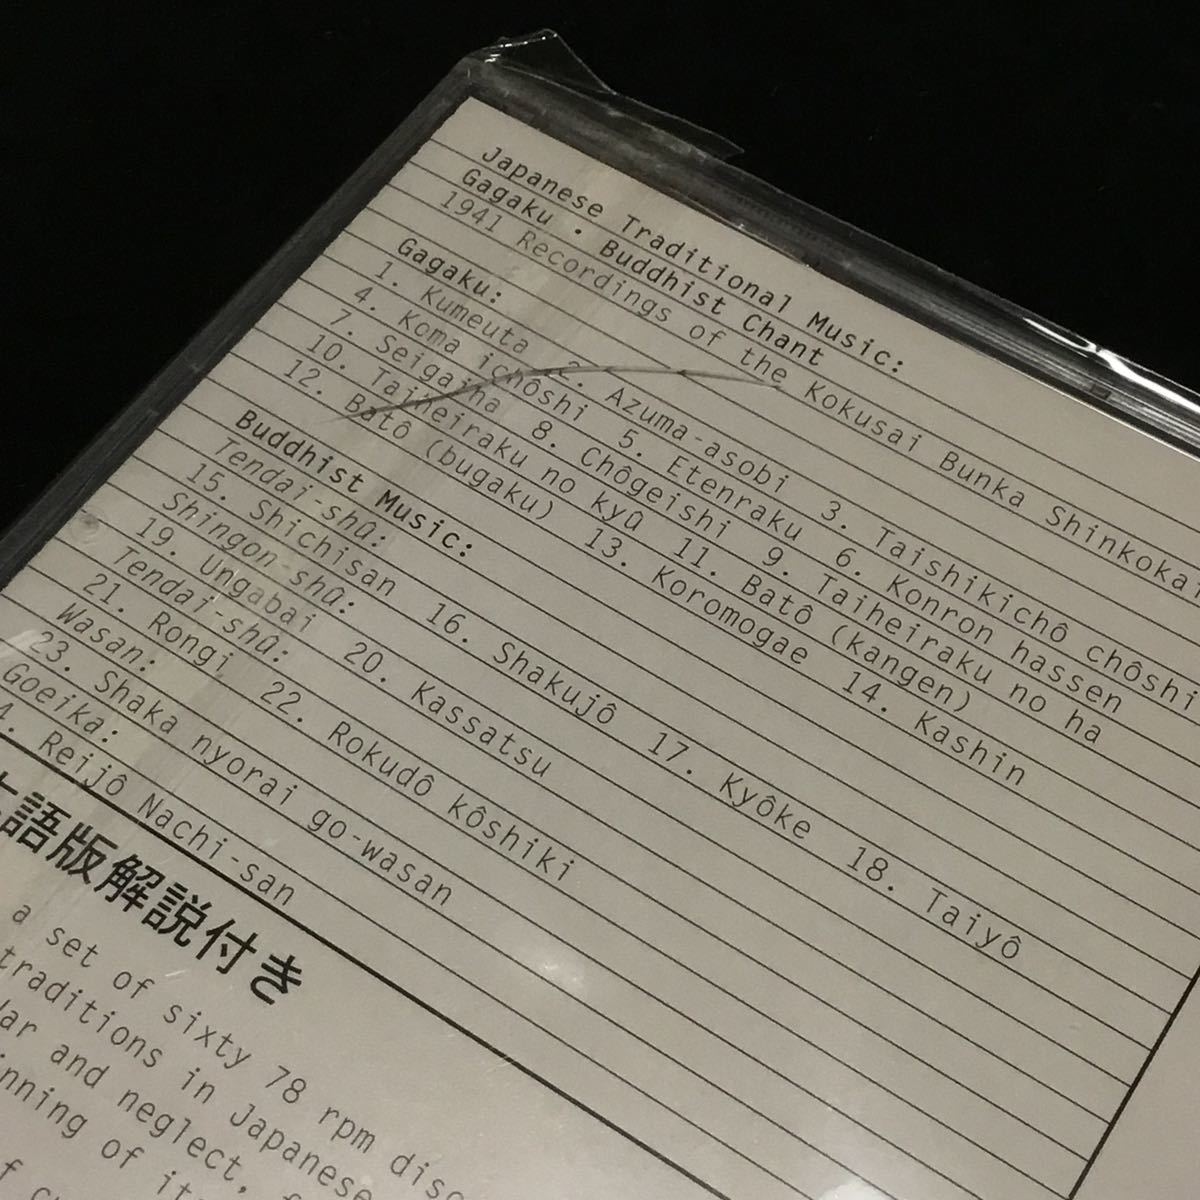 Japanese Traditional Music:
Gagaku · Buddhist Chant
1941 Recordings of the Kokusai Bunka Shinkokai
Gagaku:
1. Kumeuta 2. Azuma-asobi 3. Taishikichô chôshi
4. Koma ichôshi 5. Etenraku 6. Konron hassen
7. Seigaiha 8. Chôgeishi 9. Taiheiraku no ha
10. Taiheiraku no kyû 11. Batô (kangen)
12. Batô (bugaku) 13. Koromogae 14. Kashin
Buddhist Music:
Tendai-shû:
15. Shichisan 16. Shakujô 17. Kyôke 18. Taiyô
Shingon-shû:
19. Ungabai 20. Kassatsu
Tendai-shû:
21. Rongi 22. Rokudô kôshiki
Wasan:
23. Shaka nyorai go-wasan
Goeika:
4. Reijô Nachi-san
語版解説付き
a set of sixty 78 rpm
traditions in Japanese
and neglect,
of